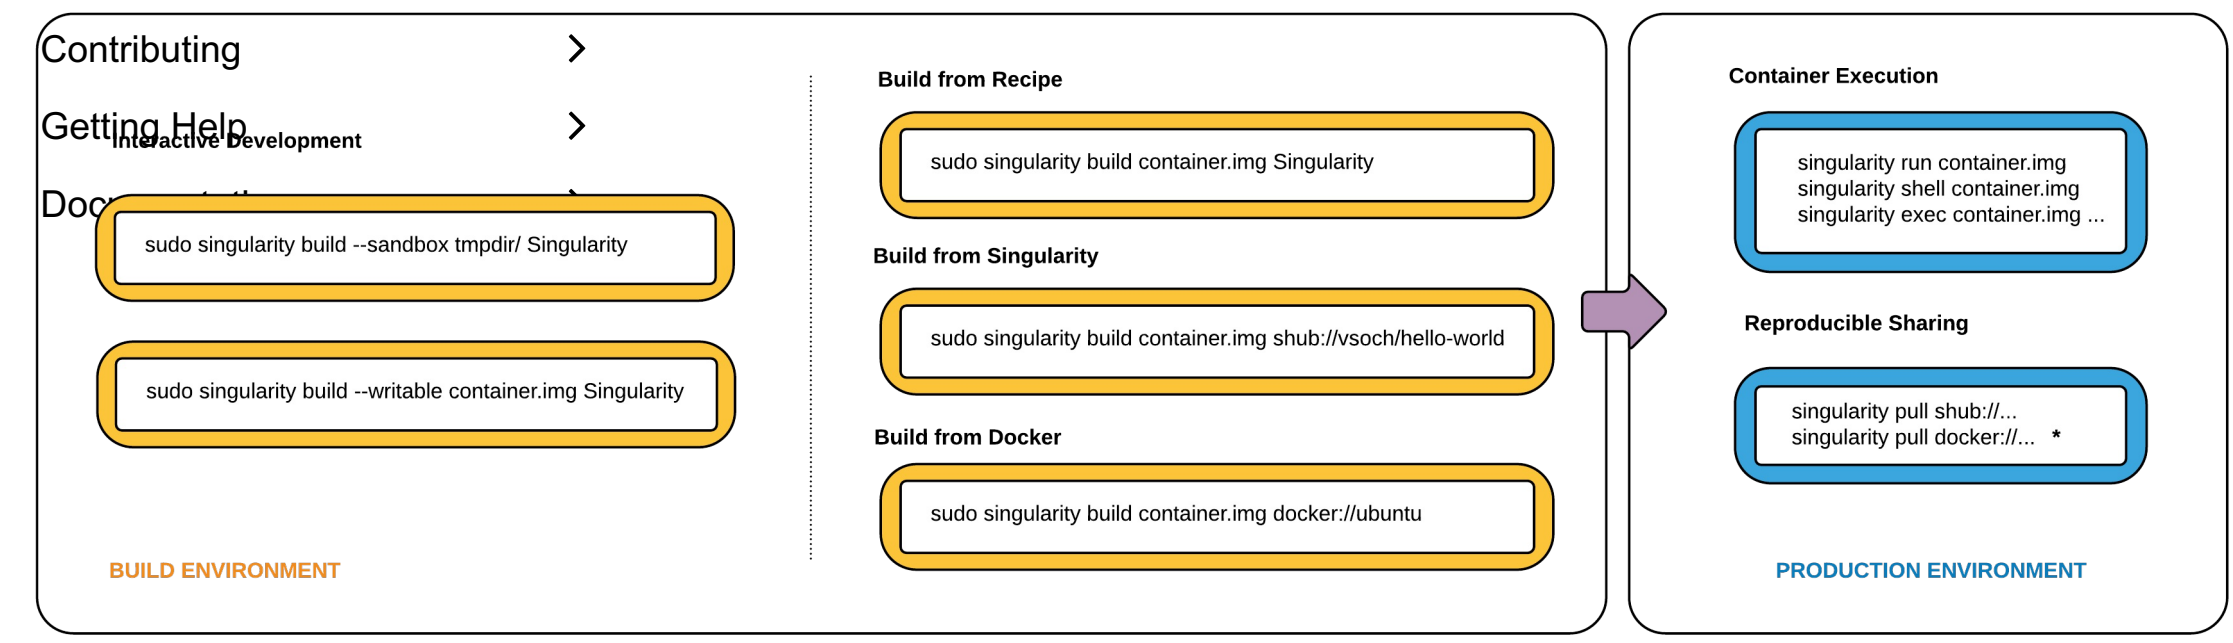 Contributing
Getting Help
Interactive Development
sudo singularity build --sandbox tmpdir/ Singularity
sudo singularity build --writable container.img Singularity
BUILD ENVIRONMENT
Build from Recipe
sudo singularity build container.img Singularity
Build from Singularity
sudo singularity build container.img shub://vsoch/hello-world
Build from Docker
sudo singularity build container.img docker://ubuntu
Container Execution
singularity run container.img
singularity shell container.img
singularity exec container.img ...
Reproducible Sharing
singularity pull shub://...
singularity pull docker://... *
PRODUCTION ENVIRONMENT